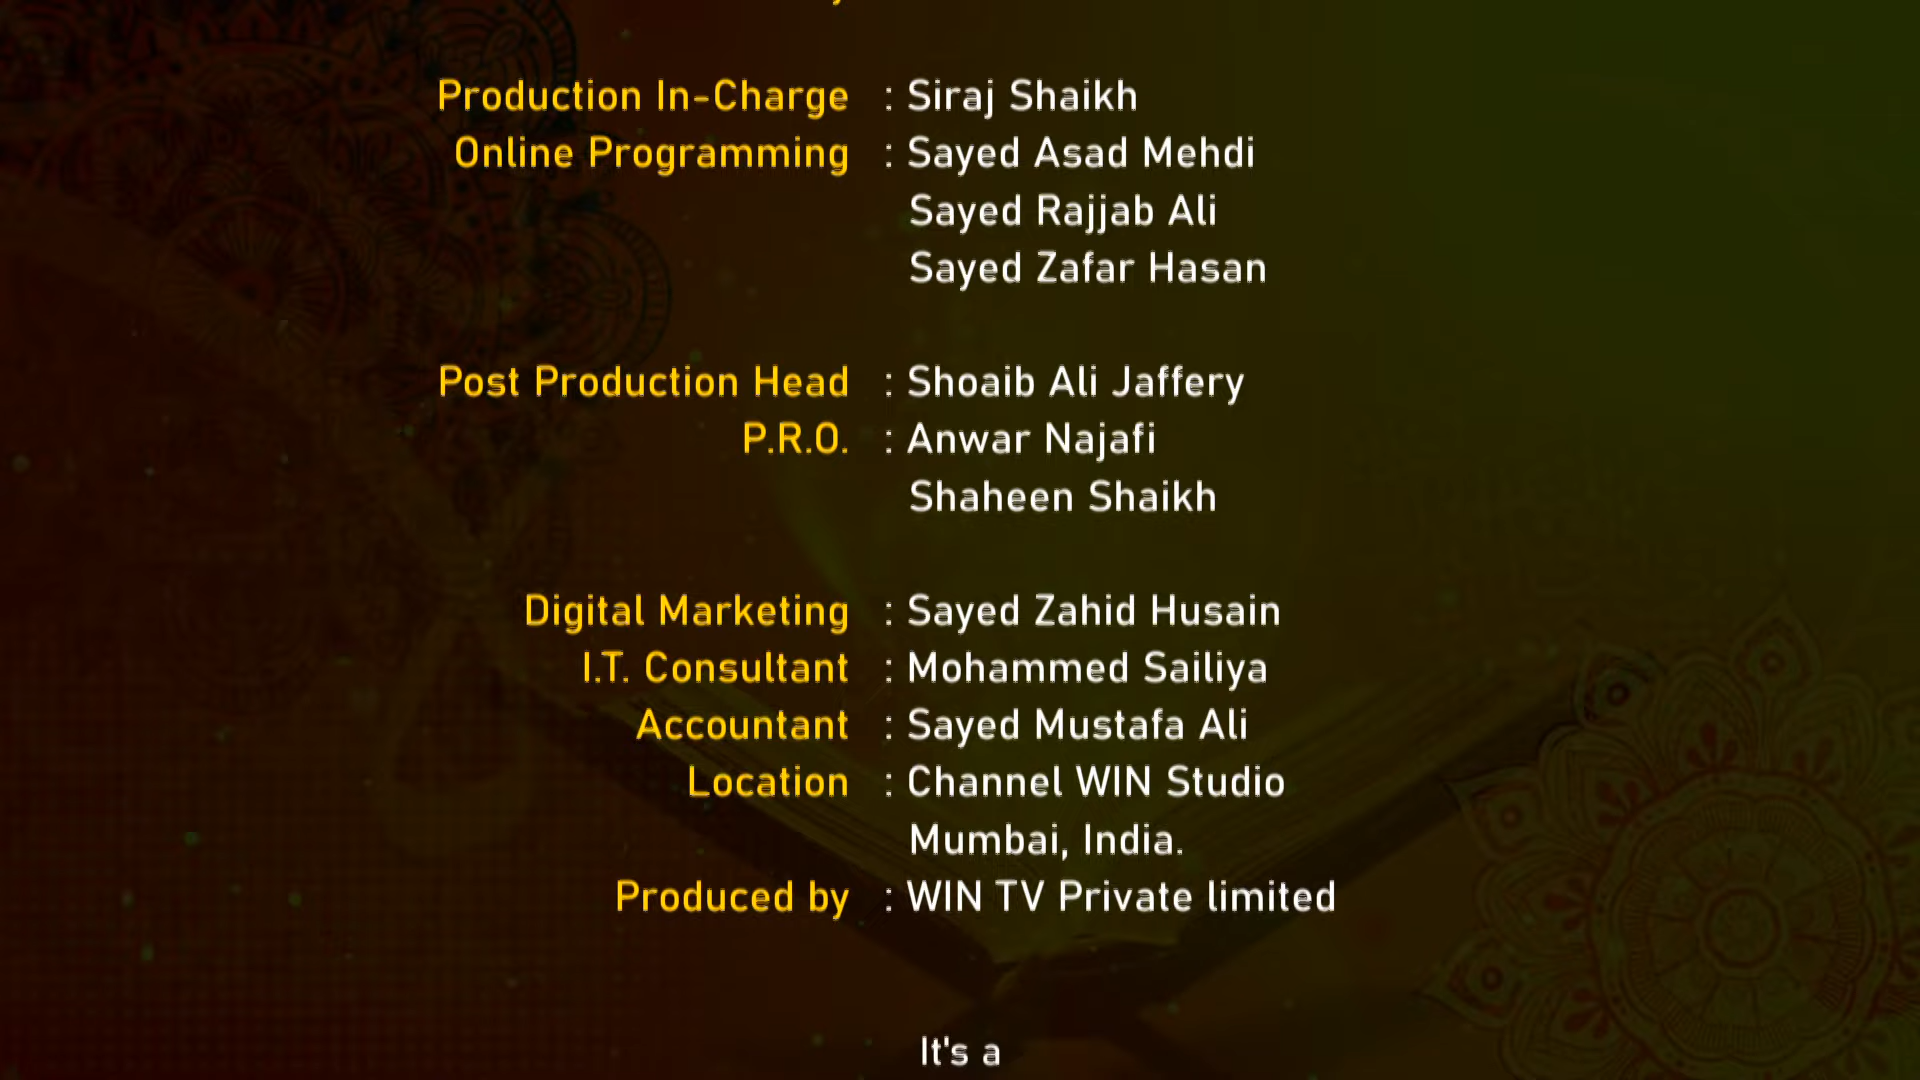 Production In-Charge : Siraj Shaikh
Online Programming : Sayed Asad Mehdi
Sayed Rajjab Ali
Sayed Zafar Hasan
Post Production Head : Shoaib Ali Jaffery
P.R.O. : Anwar Najafi
Shaheen Shaikh
Digital Marketing : Sayed Zahid Husain
I.T. Consultant : Mohammed Sailiya
Accountant : Sayed Mustafa Ali
Location : Channel WIN Studio
Mumbai, India.
Produced by : WIN TV Private limited
It's a